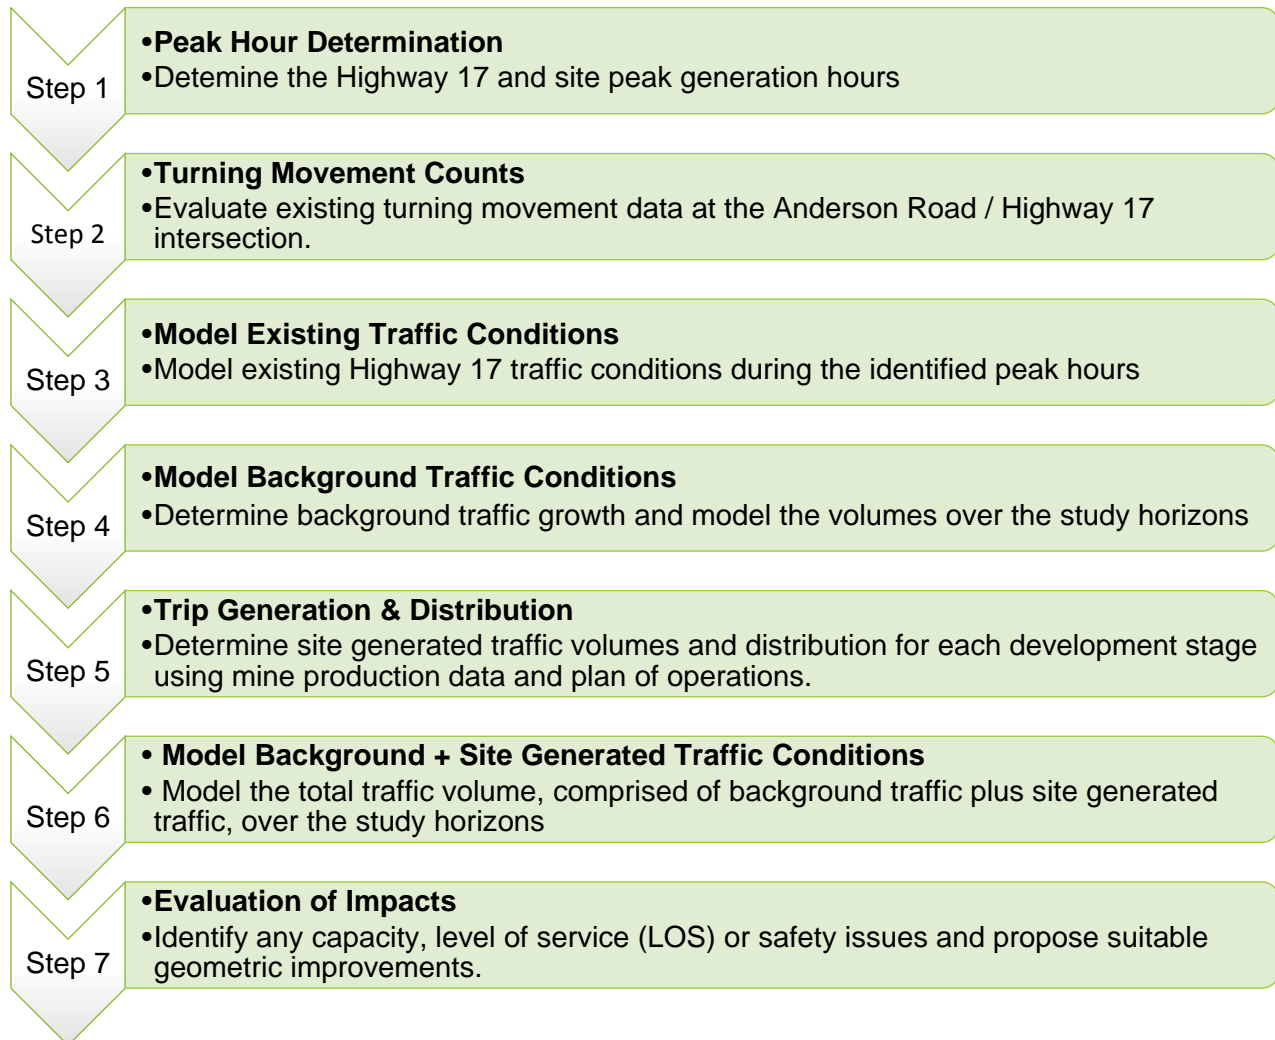 Step 1
•Peak Hour Determination
•Detemine the Highway 17 and site peak generation hours
Step 2
•Turning Movement Counts
•Evaluate existing turning movement data at the Anderson Road / Highway 17
intersection.
Step 3
•Model Existing Traffic Conditions
•Model existing Highway 17 traffic conditions during the identified peak hours
Step 4
•Model Background Traffic Conditions
•Determine background traffic growth and model the volumes over the study horizons
Step 5
•Trip Generation & Distribution
•Determine site generated traffic volumes and distribution for each development stage
using mine production data and plan of operations.
Step 6
• Model Background + Site Generated Traffic Conditions
• Model the total traffic volume, comprised of background traffic plus site generated
traffic, over the study horizons
Step 7
•Evaluation of Impacts
•Identify any capacity, level of service (LOS) or safety issues and propose suitable
geometric improvements.